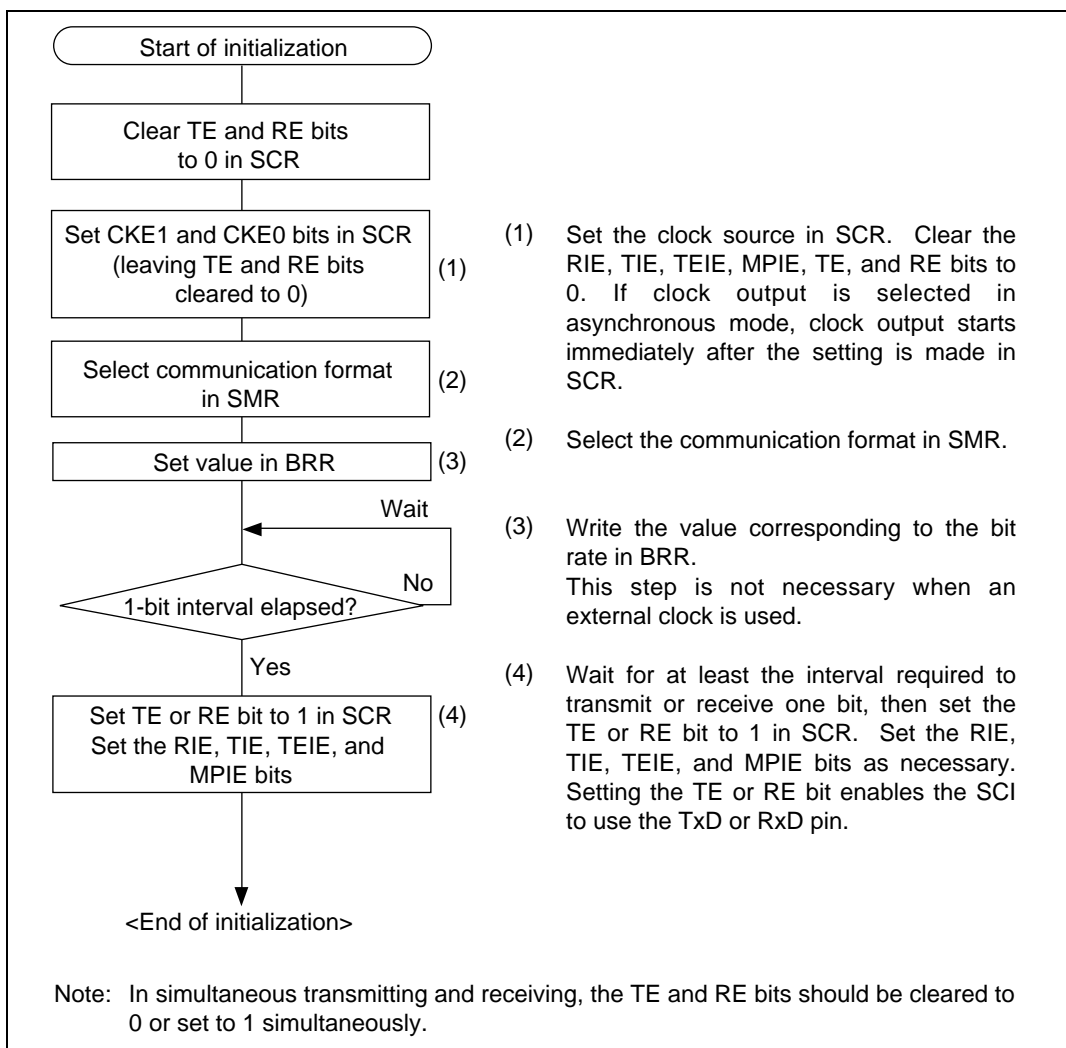 Start of initialization
Clear TE and RE bits
to 0 in SCR
Set CKE1 and CKE0 bits in SCR
(leaving TE and RE bits
cleared to 0)
(1)
Select communication format
in SMR
(2)
Set value in BRR
(3)
Wait
No
1-bit interval elapsed?
Yes
Set TE or RE bit to 1 in SCR
Set the RIE, TIE, TEIE, and
MPIE bits
(4)
<End of initialization>
(1) Set the clock source in SCR. Clear the
RIE, TIE, TEIE, MPIE, TE, and RE bits to
0. If clock output is selected in
asynchronous mode, clock output starts
immediately after the setting is made in
SCR.
(2) Select the communication format in SMR.
(3) Write the value corresponding to the bit
rate in BRR.
This step is not necessary when an
external clock is used.
(4) Wait for at least the interval required to
transmit or receive one bit, then set the
TE or RE bit to 1 in SCR. Set the RIE,
TIE, TEIE, and MPIE bits as necessary.
Setting the TE or RE bit enables the SCI
to use the TxD or RxD pin.
Note: In simultaneous transmitting and receiving, the TE and RE bits should be cleared to
0 or set to 1 simultaneously.